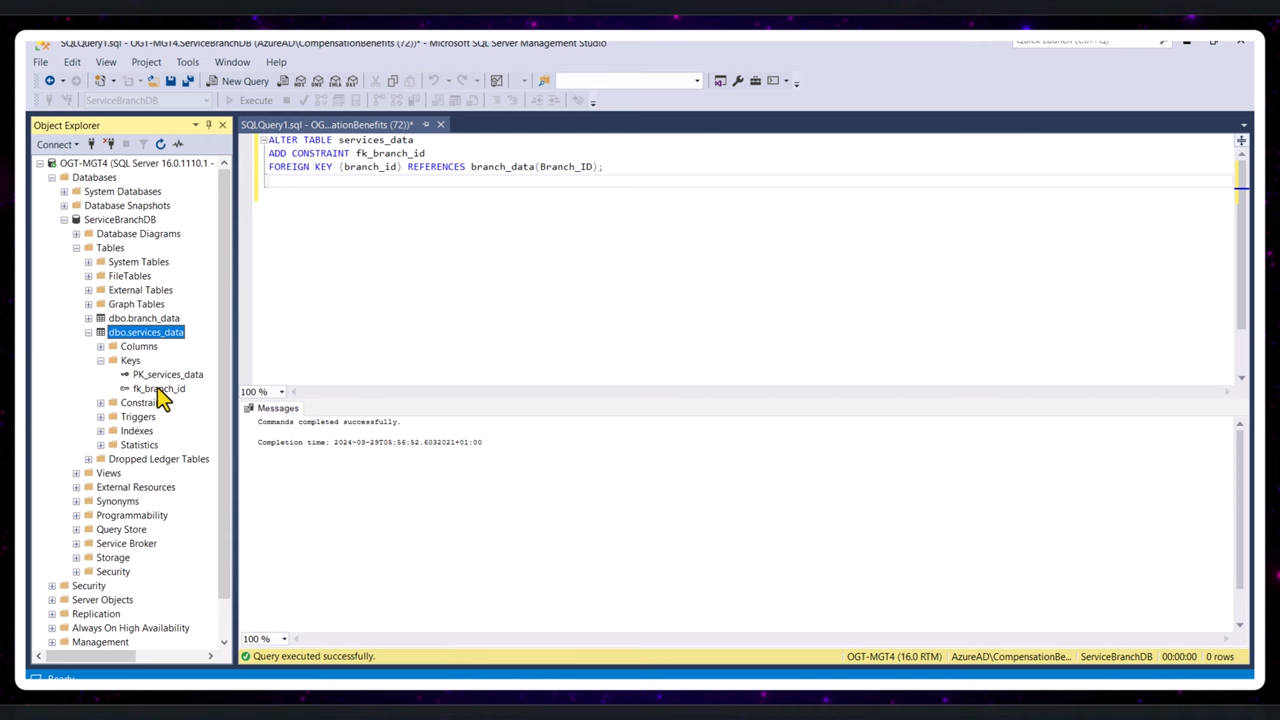 SQLQuery1.sql - OGT-MGT4.ServiceBranchDB (AzureAD\CompensationBenefits (72))* - Microsoft SQL Server Management Studio
Quick Launch (Ctrl+Q)
File Edit View Project Tools Window Help
New Query
ServiceBranchDB Execute
Object Explorer
SQLQuery1.sql - OG...ationBenefits (72))*
Connect
OGT-MGT4 (SQL Server 16.0.1110.1 -
Databases
System Databases
Database Snapshots
ServiceBranchDB
Database Diagrams
Tables
System Tables
FileTables
External Tables
Graph Tables
dbo.branch_data
dbo.services_data
Columns
Keys
PK_services_data
fk_branch_id
Triggers
Indexes
Statistics
Dropped Ledger Tables
Views
External Resources
Synonyms
Programmability
Query Store
Service Broker
Storage
Security
Security
Server Objects
Replication
Always On High Availability
Management
ALTER TABLE services_data
ADD CONSTRAINT fk_branch_id
FOREIGN KEY (branch_id) REFERENCES branch_data(Branch_ID);
100 %
Messages
Commands completed successfully.
Completion time: 2024-03-29T05:56:52.6032021+01:00
100 %
Query executed successfully.
OGT-MGT4 (16.0 RTM) AzureAD\CompensationBe... ServiceBranchDB 00:00:00 0 rows
Ready